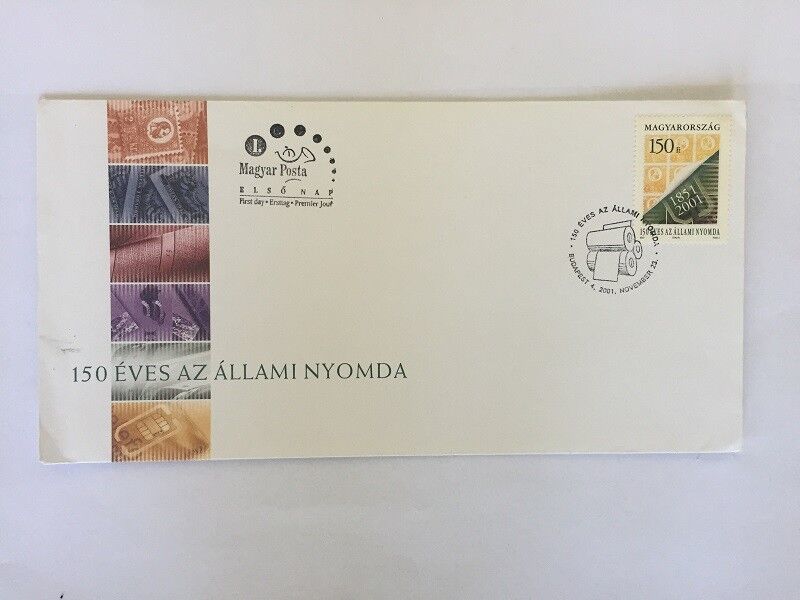 Magyar Posta
ELSŐ NAP
First day • Ersttag • Premier Jour
MAGYARORSZÁG
150 Ft
1851
2001
150 ÉVES AZ ÁLLAMI NYOMDA
• 150 ÉVES AZ ÁLLAMI NYOMDA •
BUDAPEST 4, 2001. NOVEMBER 23.
150 ÉVES AZ ÁLLAMI NYOMDA